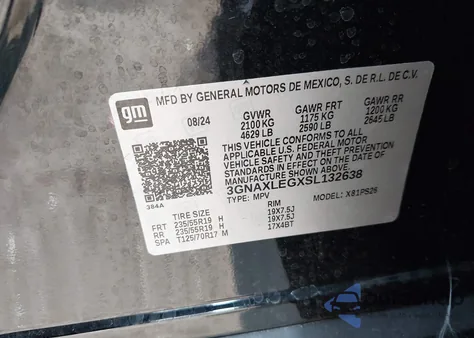 MFD BY GENERAL MOTORS DE MEXICO, S. DE R.L. DE C.V.
gm
08/24 GVWR GAWR FRT GAWR RR
2100 KG 1175 KG 1200 KG
4629 LB 2590 LB 2645 LB
THIS VEHICLE CONFORMS TO ALL APPLICABLE
U.S. FEDERAL MOTOR VEHICLE SAFETY, BUMPER, AND
THEFT PREVENTION STANDARDS IN EFFECT ON THE DATE OF
MANUFACTURE SHOWN ABOVE.
3GNAXLEGXSL132638
384A TYPE: MPV MODEL: X81PS26
TIRE SIZE RIM
FRT 235/55R19 H 19X7.5J
RR 235/55R19 H 19X7.5J
SPA T125/70R17 M 17X4BT